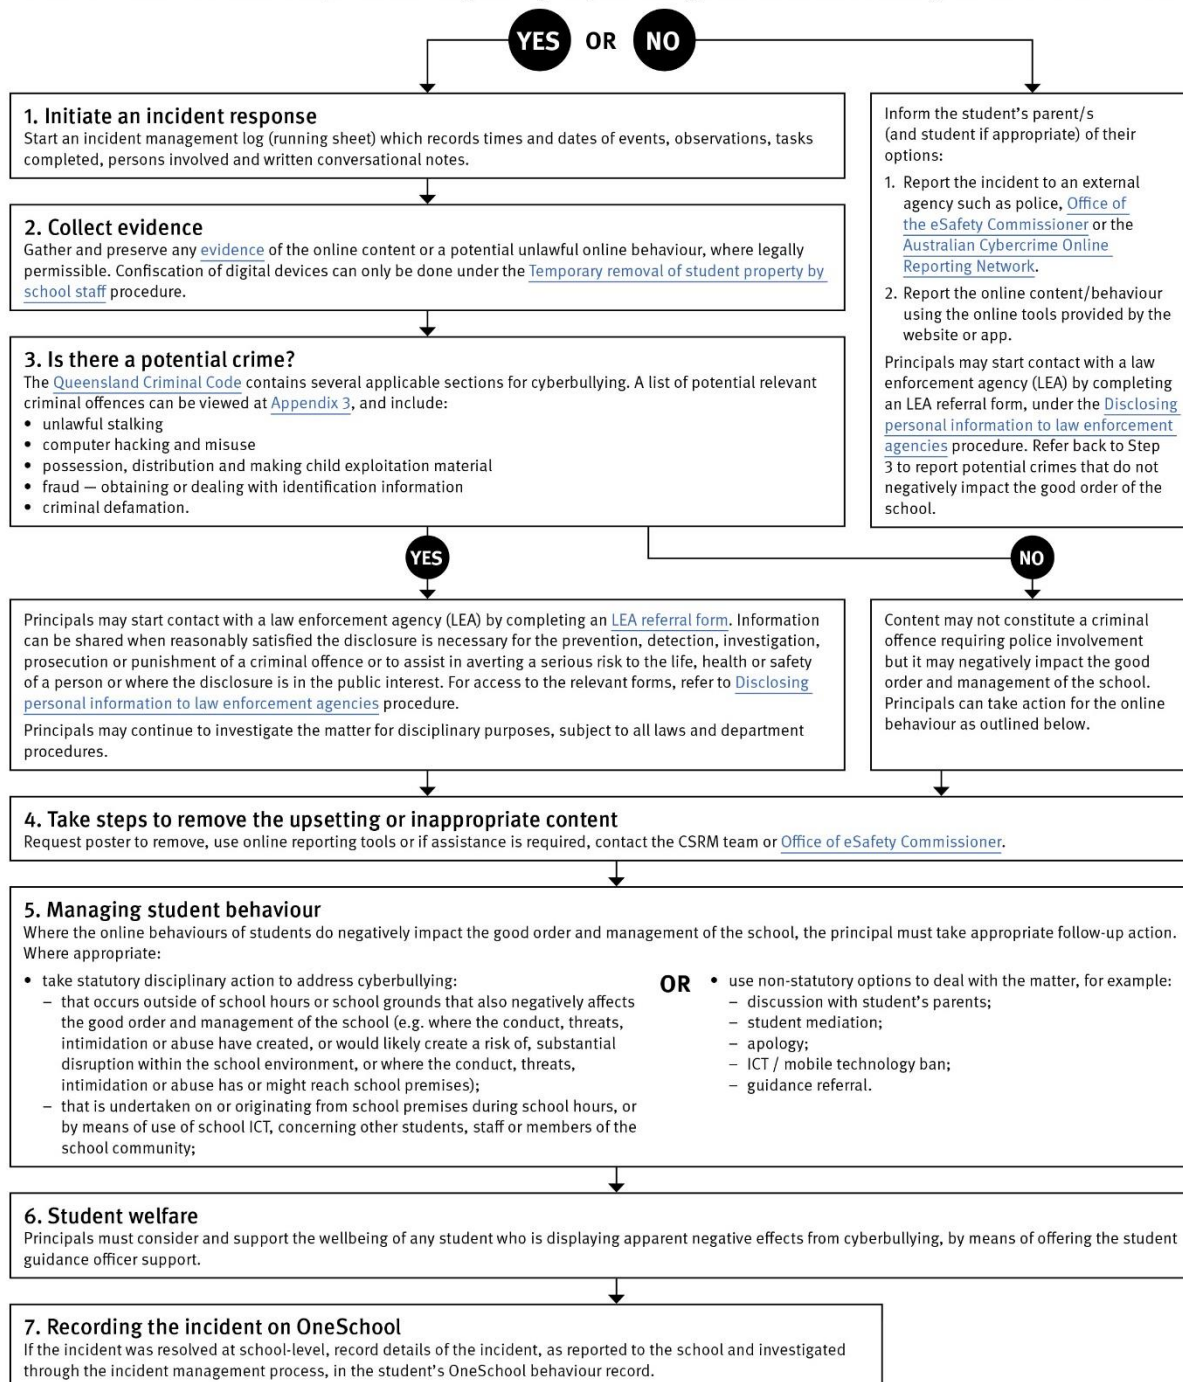 YES OR NO
1. Initiate an incident response
Start an incident management log (running sheet) which records times and dates of events, observations, tasks
completed, persons involved and written conversational notes.
Inform the student's parent/s
(and student if appropriate) of their
options:
1. Report the incident to an external
agency such as police, Office of
the eSafety Commissioner or the
Australian Cybercrime Online
Reporting Network.
2. Report the online content/behaviour
using the online tools provided by the
website or app.
Principals may start contact with a law
enforcement agency (LEA) by completing
an LEA referral form, under the Disclosing
personal information to law enforcement
agencies procedure. Refer back to Step
3 to report potential crimes that do not
negatively impact the good order of the
school.
2. Collect evidence
Gather and preserve any evidence of the online content or a potential unlawful online behaviour, where legally
permissible. Confiscation of digital devices can only be done under the Temporary removal of student property by
school staff procedure.
3. Is there a potential crime?
The Queensland Criminal Code contains several applicable sections for cyberbullying. A list of potential relevant
criminal offences can be viewed at Appendix 3, and include:
• unlawful stalking
• computer hacking and misuse
• possession, distribution and making child exploitation material
• fraud — obtaining or dealing with identification information
• criminal defamation.
YES
NO
Principals may start contact with a law enforcement agency (LEA) by completing an LEA referral form. Information
can be shared when reasonably satisfied the disclosure is necessary for the prevention, detection, investigation,
prosecution or punishment of a criminal offence or to assist in averting a serious risk to the life, health or safety
of a person or where the disclosure is in the public interest. For access to the relevant forms, refer to Disclosing
personal information to law enforcement agencies procedure.
Principals may continue to investigate the matter for disciplinary purposes, subject to all laws and department
procedures.
Content may not constitute a criminal
offence requiring police involvement
but it may negatively impact the good
order and management of the school.
Principals can take action for the online
behaviour as outlined below.
4. Take steps to remove the upsetting or inappropriate content
Request poster to remove, use online reporting tools or if assistance is required, contact the CSRM team or Office of eSafety Commissioner.
5. Managing student behaviour
Where the online behaviours of students do negatively impact the good order and management of the school, the principal must take appropriate follow-up action.
Where appropriate:
• take statutory disciplinary action to address cyberbullying:
– that occurs outside of school hours or school grounds that also negatively affects
the good order and management of the school (e.g. where the conduct, threats,
intimidation or abuse have created, or would likely create a risk of, substantial
disruption within the school environment, or where the conduct, threats,
intimidation or abuse has or might reach school premises);
– that is undertaken on or originating from school premises during school hours, or
by means of use of school ICT, concerning other students, staff or members of the
school community;
OR
• use non-statutory options to deal with the matter, for example:
– discussion with student's parents;
– student mediation;
– apology;
– ICT / mobile technology ban;
– guidance referral.
6. Student welfare
Principals must consider and support the wellbeing of any student who is displaying apparent negative effects from cyberbullying, by means of offering the student
guidance officer support.
7. Recording the incident on OneSchool
If the incident was resolved at school-level, record details of the incident, as reported to the school and investigated
through the incident management process, in the student's OneSchool behaviour record.